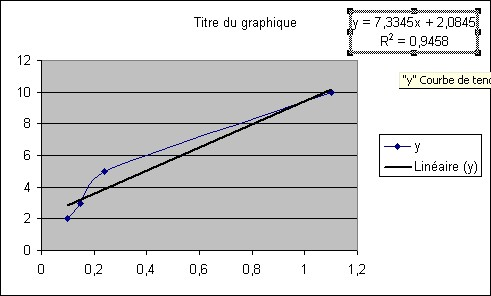 Titre du graphique
y = 7,3345x + 2,0845
R² = 0,9458
"y" Courbe de tend
12
10
8
6
4
2
0
0 0,2 0,4 0,6 0,8 1 1,2
y
Linéaire (y)